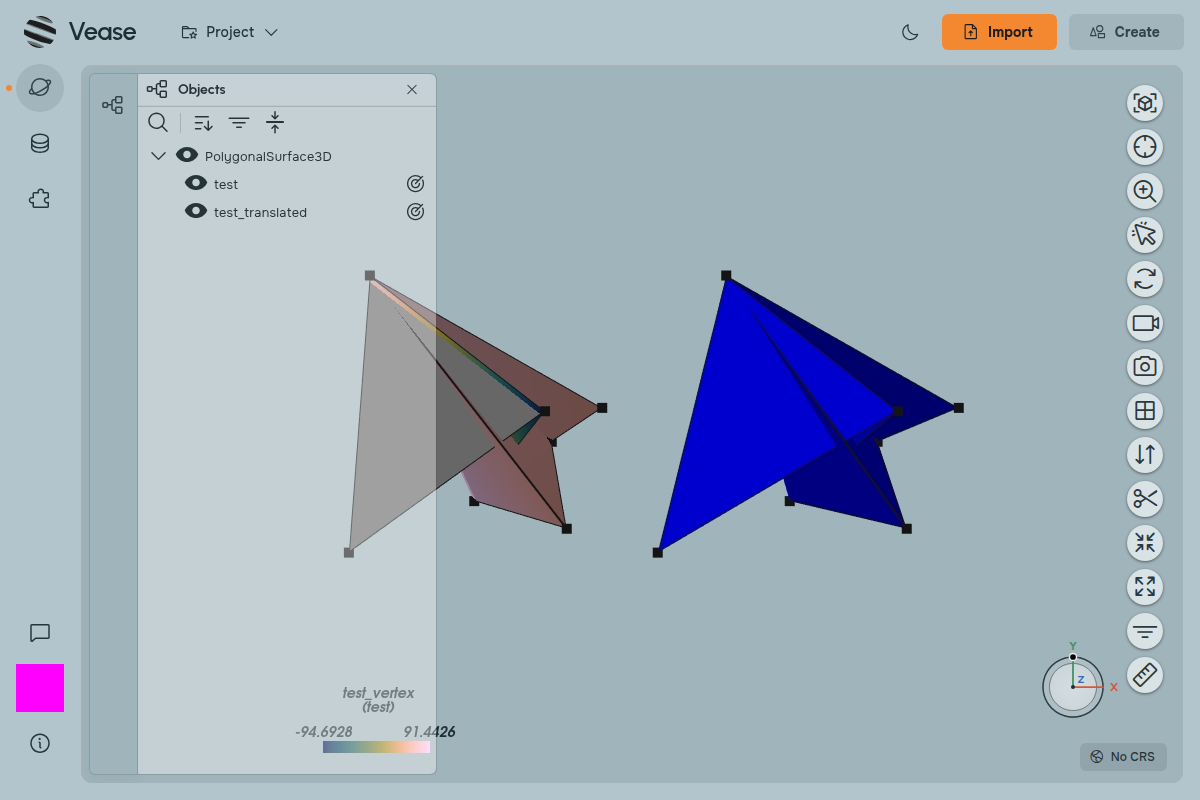 Vease
Project
Import
Create
Objects
PolygonalSurface3D
test
test_translated
test_vertex
(test)
-94.6928 91.4426
Y
Z
X
No CRS